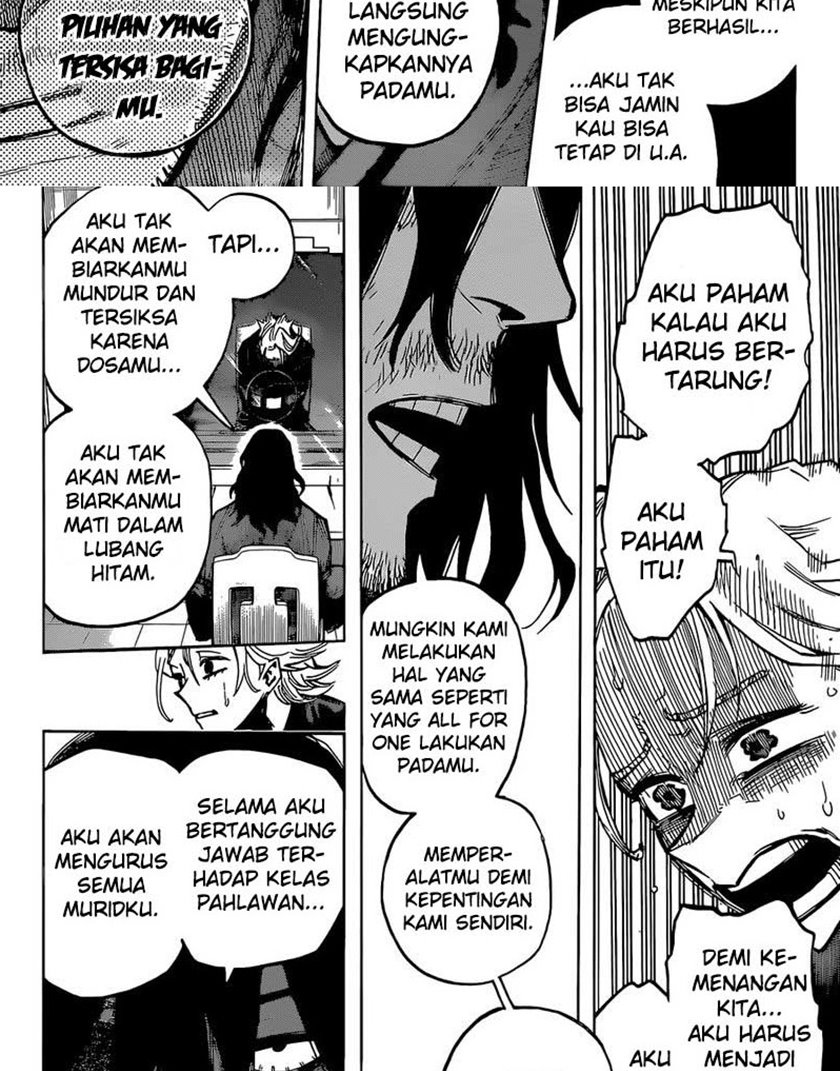 MESKIPUN KITA
BERHASIL...
...AKU TAK
BISA JAMIN
KAU BISA
TETAP DI U.A.
LANGSUNG
MENGUNG-
KAPKANNYA
PADAMU.
PILIHAN YANG
TERSISA BAGI-
MU.
AKU PAHAM
KALAU AKU
HARUS BER-
TARUNG!
AKU
PAHAM
ITU!
DEMI KE-
MENANGAN
KITA...
AKU HARUS
MENJADI
AKU
MUNGKIN KAMI
MELAKUKAN
HAL YANG
SAMA SEPERTI
YANG ALL FOR
ONE LAKUKAN
PADAMU.
MEMPER-
ALATMU DEMI
KEPENTINGAN
KAMI SENDIRI.
TAPI...
AKU TAK
AKAN MEM-
BIARKANMU
MUNDUR DAN
TERSIKSA
KARENA
DOSAMU...
AKU TAK
AKAN MEM-
BIARKANMU
MATI DALAM
LUBANG
HITAM.
SELAMA AKU
BERTANGGUNG
JAWAB TER-
HADAP KELAS
PAHLAWAN...
AKU AKAN
MENGURUS
SEMUA
MURIDKU.